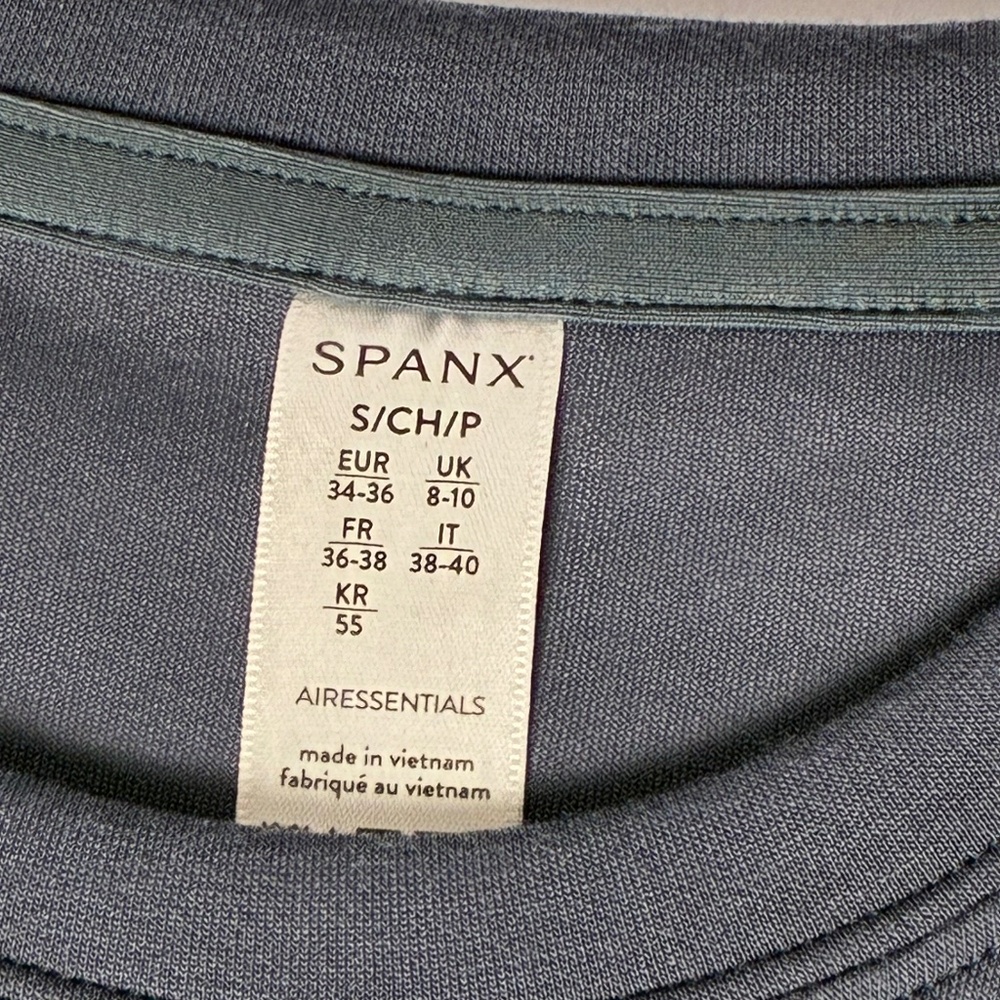 SPANX
S/CH/P
EUR UK
34-36 8-10
FR IT
36-38 38-40
KR
55
AIRESSENTIALS
made in vietnam
fabriqué au vietnam